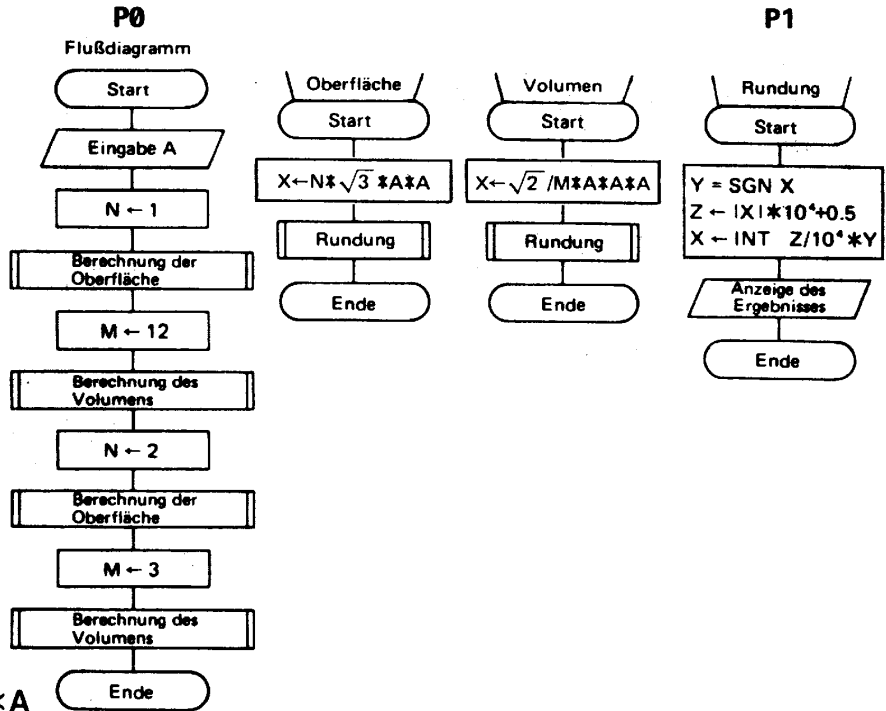 P0
Flußdiagramm
Start
Eingabe A
N ← 1
Berechnung der
Oberfläche
M ← 12
Berechnung des
Volumens
N ← 2
Berechnung der
Oberfläche
M ← 3
Berechnung des
Volumens
Ende
Oberfläche
Start
X←N*√3 *A*A
Rundung
Ende
Volumen
Start
X←√2 /M*A*A*A
Rundung
Ende
P1
Rundung
Start
Y = SGN X
Z ← |X|*10⁴+0.5
X ← INT Z/10⁴*Y
Anzeige des
Ergebnisses
Ende
*A